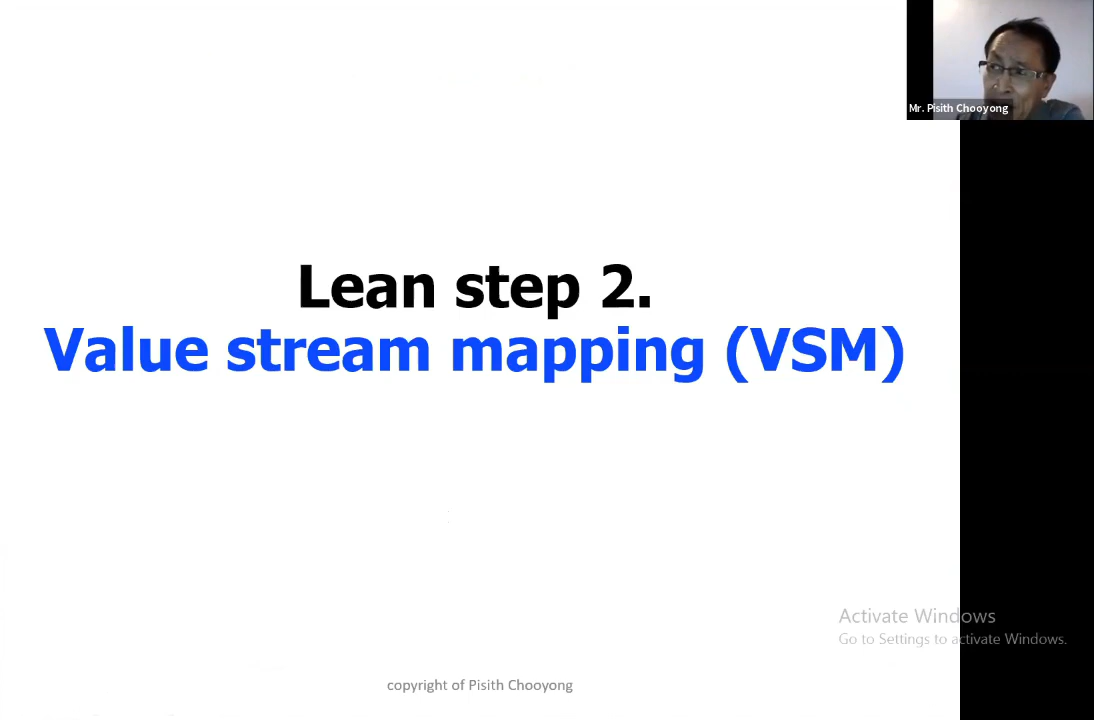 Mr. Pisith Chooyong
Lean step 2.
Value stream mapping (VSM)
Activate Windows
Go to Settings to activate Windows.
copyright of Pisith Chooyong